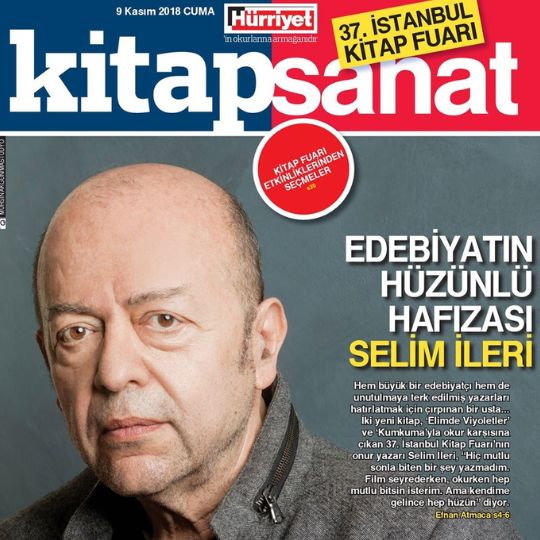 9 Kasım 2018 CUMA
Hürriyet
'in okurlarına armağanıdır
37. İSTANBUL
KİTAP FUARI
kitapsanat
KİTAP FUARI
ETKİNLİKLERİNDEN
SEÇMELER
s30
EDEBİYATIN
HÜZÜNLÜ
HAFIZASI
SELİM İLERİ
Hem büyük bir edebiyatçı hem de
unutulmaya terk edilmiş yazarları
hatırlatmak için çırpınan bir usta...
İki yeni kitap, 'Elimde Viyoletler'
ve 'Kumkuma'yla okur karşısına
çıkan 37. İstanbul Kitap Fuarı'nın
onur yazarı Selim İleri, "Hiç mutlu
sonla biten bir şey yazmadım.
Film seyrederken, okurken hep
mutlu bitsin isterim. Ama kendime
gelince hep hüzün" diyor.
Efnan Atmaca s4-6